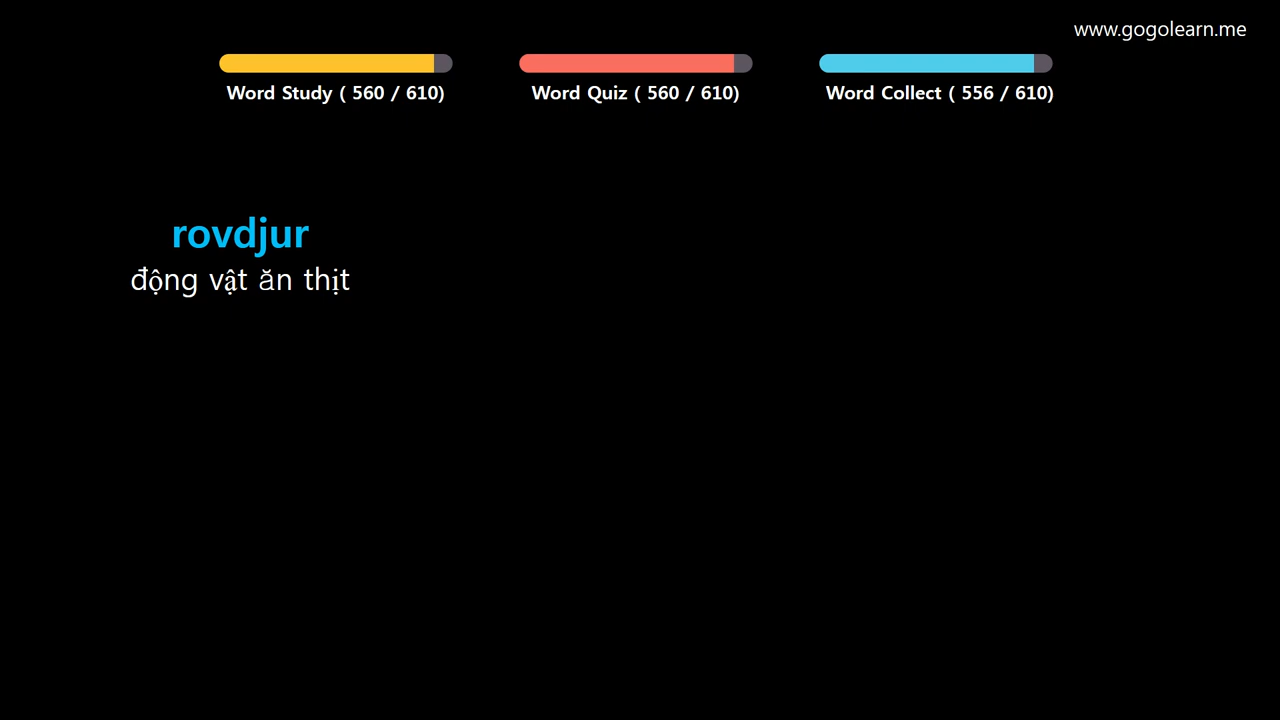 www.gogolearn.me
Word Study ( 560 / 610)
Word Quiz ( 560 / 610)
Word Collect ( 556 / 610)
rovdjur
động vật ăn thịt